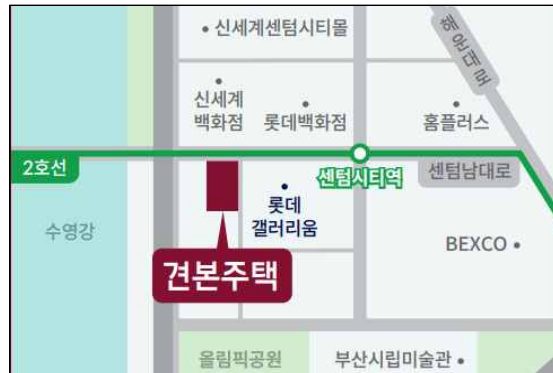 신세계센텀시티몰
해운대로
신세계
백화점
롯데백화점
홈플러스
2호선
센텀시티역
센텀남대로
수영강
롯데
갤러리움
BEXCO
견본주택
올림픽공원
부산시립미술관